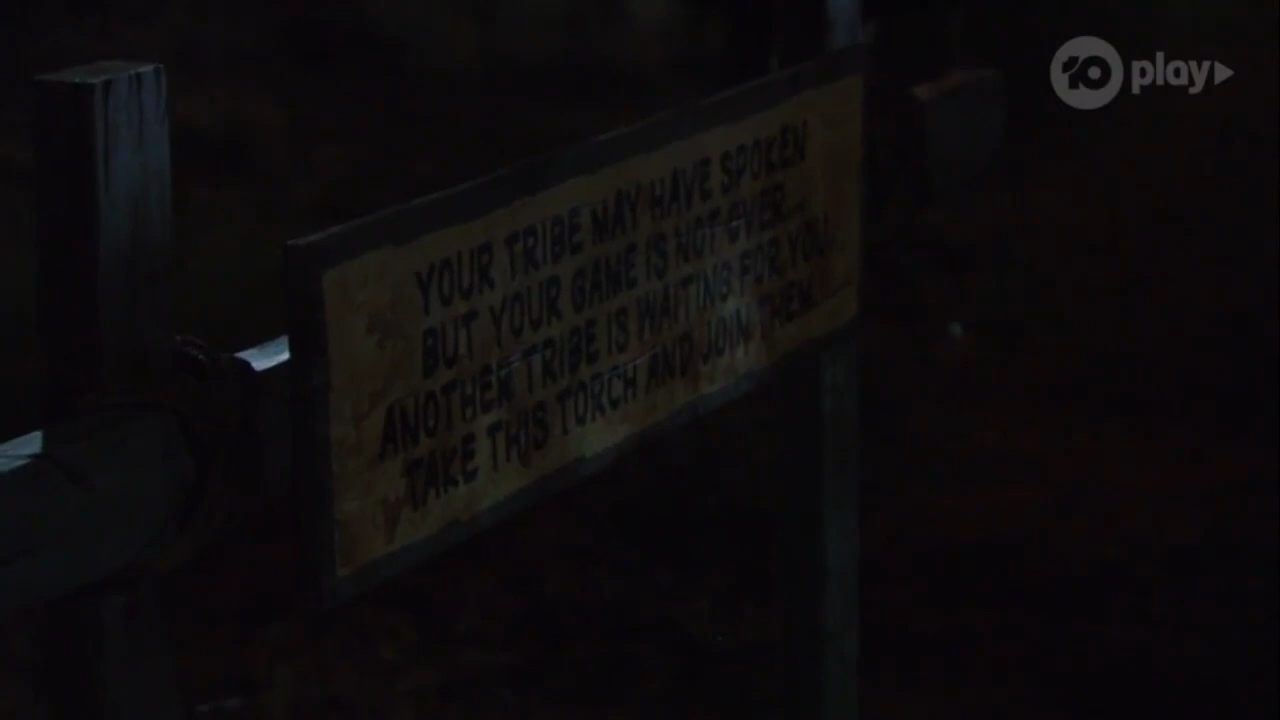 10 play
YOUR TRIBE MAY HAVE SPOKEN
BUT YOUR GAME IS NOT OVER...
ANOTHER TRIBE IS WAITING FOR YOU.
TAKE THIS TORCH AND JOIN THEM.